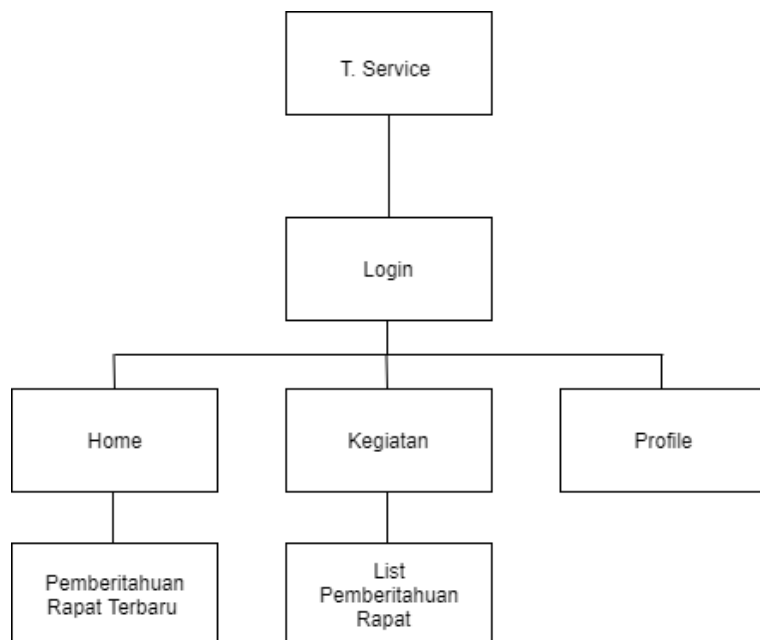 T. Service
Login
Home
Kegiatan
Profile
Pemberitahuan
Rapat Terbaru
List
Pemberitahuan
Rapat